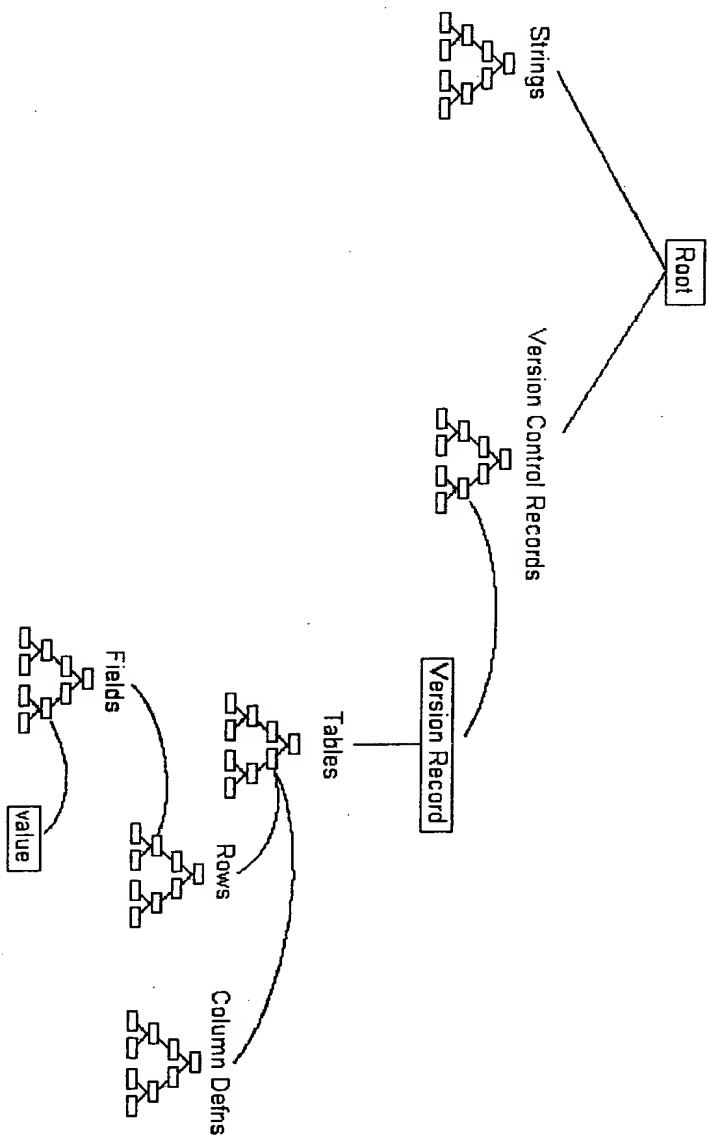 Root
Strings
Version Control Records
Version Record
Tables
Rows
Column Defns
Fields
value